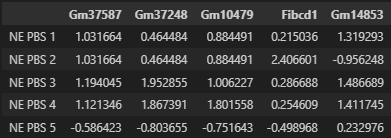 Gm37587 Gm37248 Gm10479 Fibcd1 Gm14853
NE PBS 1 1.031664 0.464484 0.884491 0.215036 1.319293
NE PBS 2 1.031664 0.464484 0.884491 2.406601 -0.956248
NE PBS 3 1.194045 1.952855 1.006227 0.286688 1.486689
NE PBS 4 1.121346 1.867391 1.801558 0.254609 1.411745
NE PBS 5 -0.586423 -0.803655 -0.751643 -0.498968 0.232976